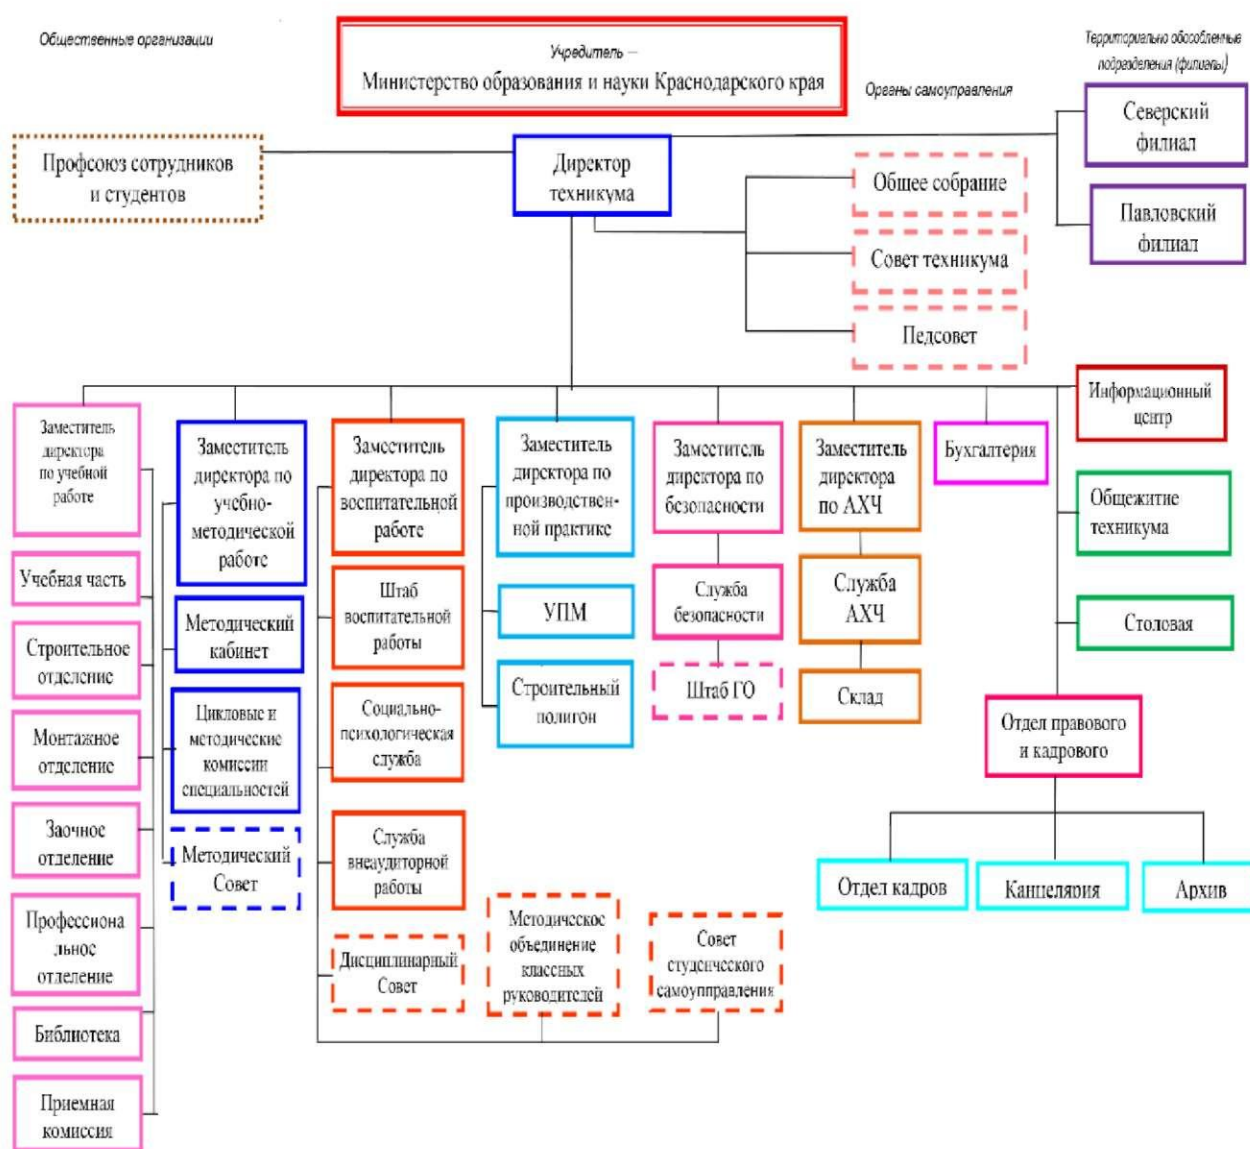 Общественные организации
Учредитель –
Министерство образования и науки Краснодарского края
Территориально обособленные
подразделения (филиалы)
Органы самоуправления
Северский
филиал
Профсоюз сотрудников
и студентов
Директор
техникума
Общее собрание
Павловский
филиал
Совет техникума
Педсовет
Информационный
центр
Заместитель
директора
по учебной
работе
Заместитель
директора по
учебно-
методической
работе
Заместитель
директора по
воспитательной
работе
Заместитель
директора по
производствен-
ной практике
Заместитель
директора по
безопасности
Заместитель
директора
по АХЧ
Бухгалтерия
Общежитие
техникума
Учебная часть
Методический
кабинет
Штаб
воспитательной
работы
УПМ
Служба
безопасности
Служба
АХЧ
Столовая
Строительное
отделение
Цикловые и
методические
комиссии
специальностей
Социально-
психологическая
служба
Строительный
полигон
Штаб ГО
Склад
Отдел правового
и кадрового
Монтажное
отделение
Заочное
отделение
Методический
Совет
Служба
внеаудиторной
работы
Отдел кадров
Канцелярия
Архив
Профессиона
льное
отделение
Дисциплинарный
Совет
Методическое
объединение
классных
руководителей
Совет
студенческого
самоупправления
Библиотека
Приемная
комиссия